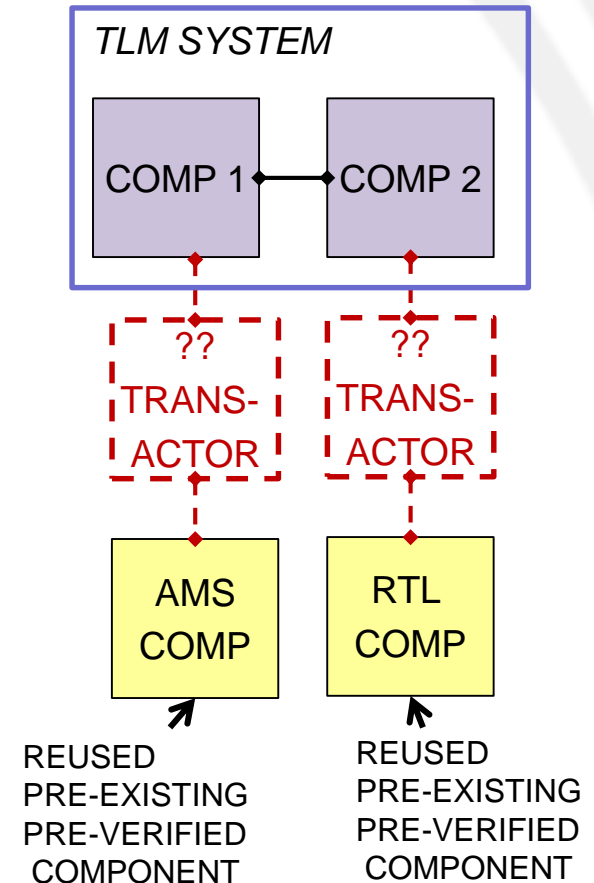 TLM SYSTEM
COMP 1
COMP 2
??
TRANS-
ACTOR
??
TRANS-
ACTOR
AMS
COMP
RTL
COMP
REUSED
PRE-EXISTING
PRE-VERIFIED
COMPONENT
REUSED
PRE-EXISTING
PRE-VERIFIED
COMPONENT